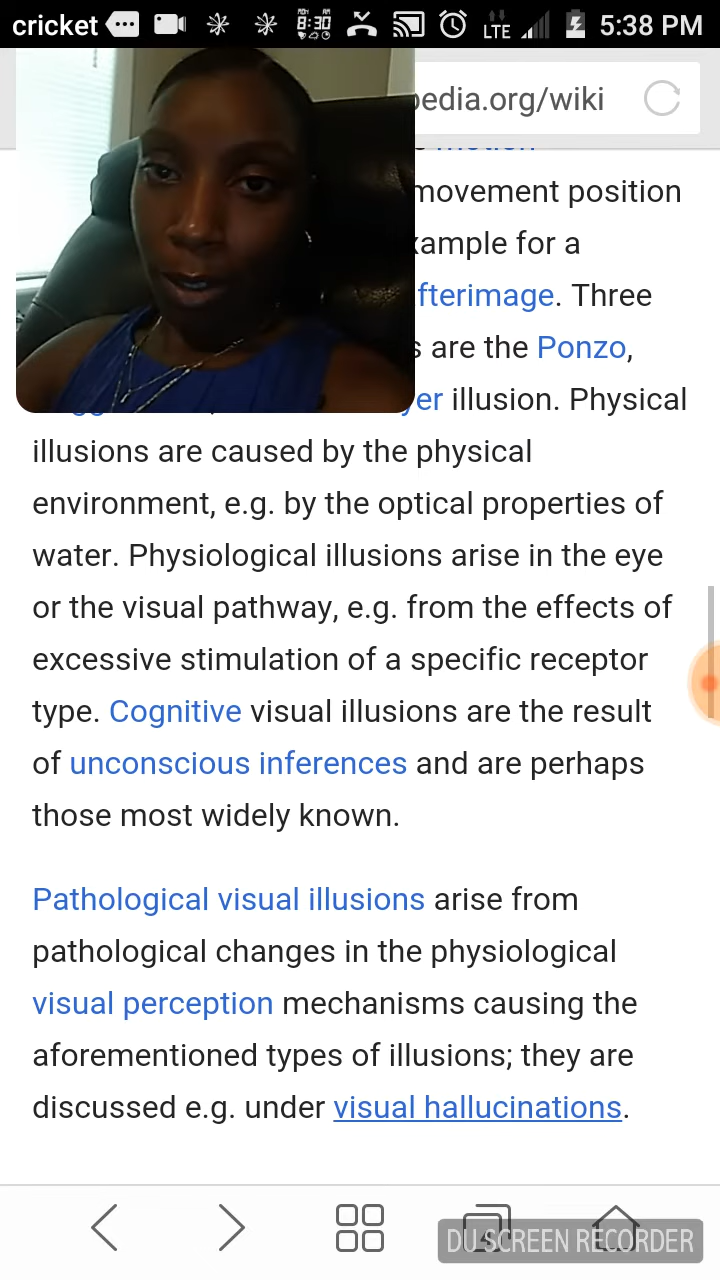 cricket 8:30 LTE 5:38 PM
pedia.org/wiki
motion
movement position
xample for a
fterimage. Three
s are the Ponzo,
yer illusion. Physical
illusions are caused by the physical
environment, e.g. by the optical properties of
water. Physiological illusions arise in the eye
or the visual pathway, e.g. from the effects of
excessive stimulation of a specific receptor
type. Cognitive visual illusions are the result
of unconscious inferences and are perhaps
those most widely known.
Pathological visual illusions arise from
pathological changes in the physiological
visual perception mechanisms causing the
aforementioned types of illusions; they are
discussed e.g. under visual hallucinations.
DU SCREEN RECORDER